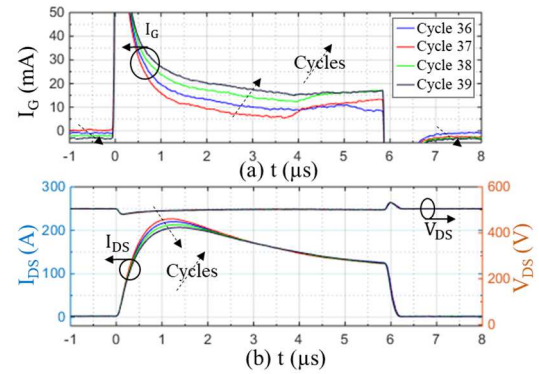 50
40
30
20
10
0
I_G (mA)
I_G
Cycles
Cycles
Cycle 36
Cycle 37
Cycle 38
Cycle 39
-1 0 1 2 3 4 5 6 7 8
(a) t (µs)
300
200
100
0
I_DS (A)
I_DS
Cycles
V_DS
600
400
200
0
V_DS (V)
-1 0 1 2 3 4 5 6 7 8
(b) t (µs)